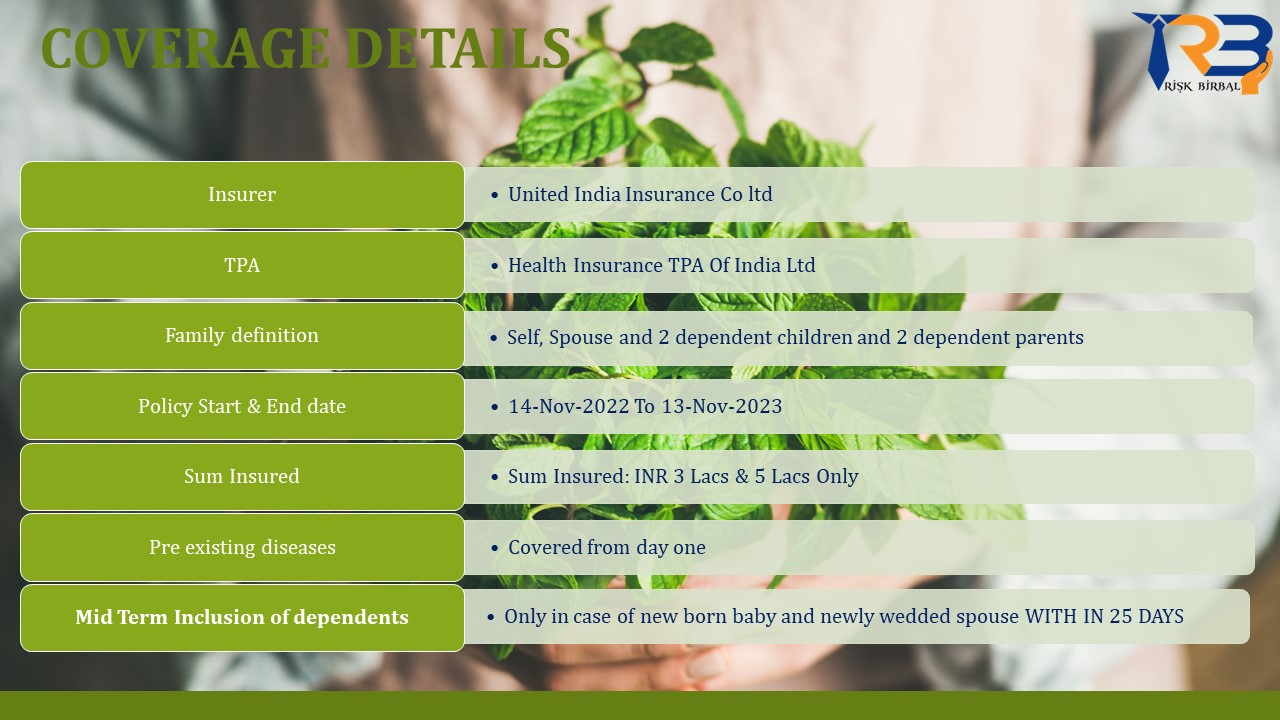 COVERAGE DETAILS
RB
RİŞK BİRBAL
Insurer
• United India Insurance Co ltd
TPA
• Health Insurance TPA Of India Ltd
Family definition
• Self, Spouse and 2 dependent children and 2 dependent parents
Policy Start & End date
• 14-Nov-2022 To 13-Nov-2023
Sum Insured
• Sum Insured: INR 3 Lacs & 5 Lacs Only
Pre existing diseases
• Covered from day one
Mid Term Inclusion of dependents
• Only in case of new born baby and newly wedded spouse WITH IN 25 DAYS